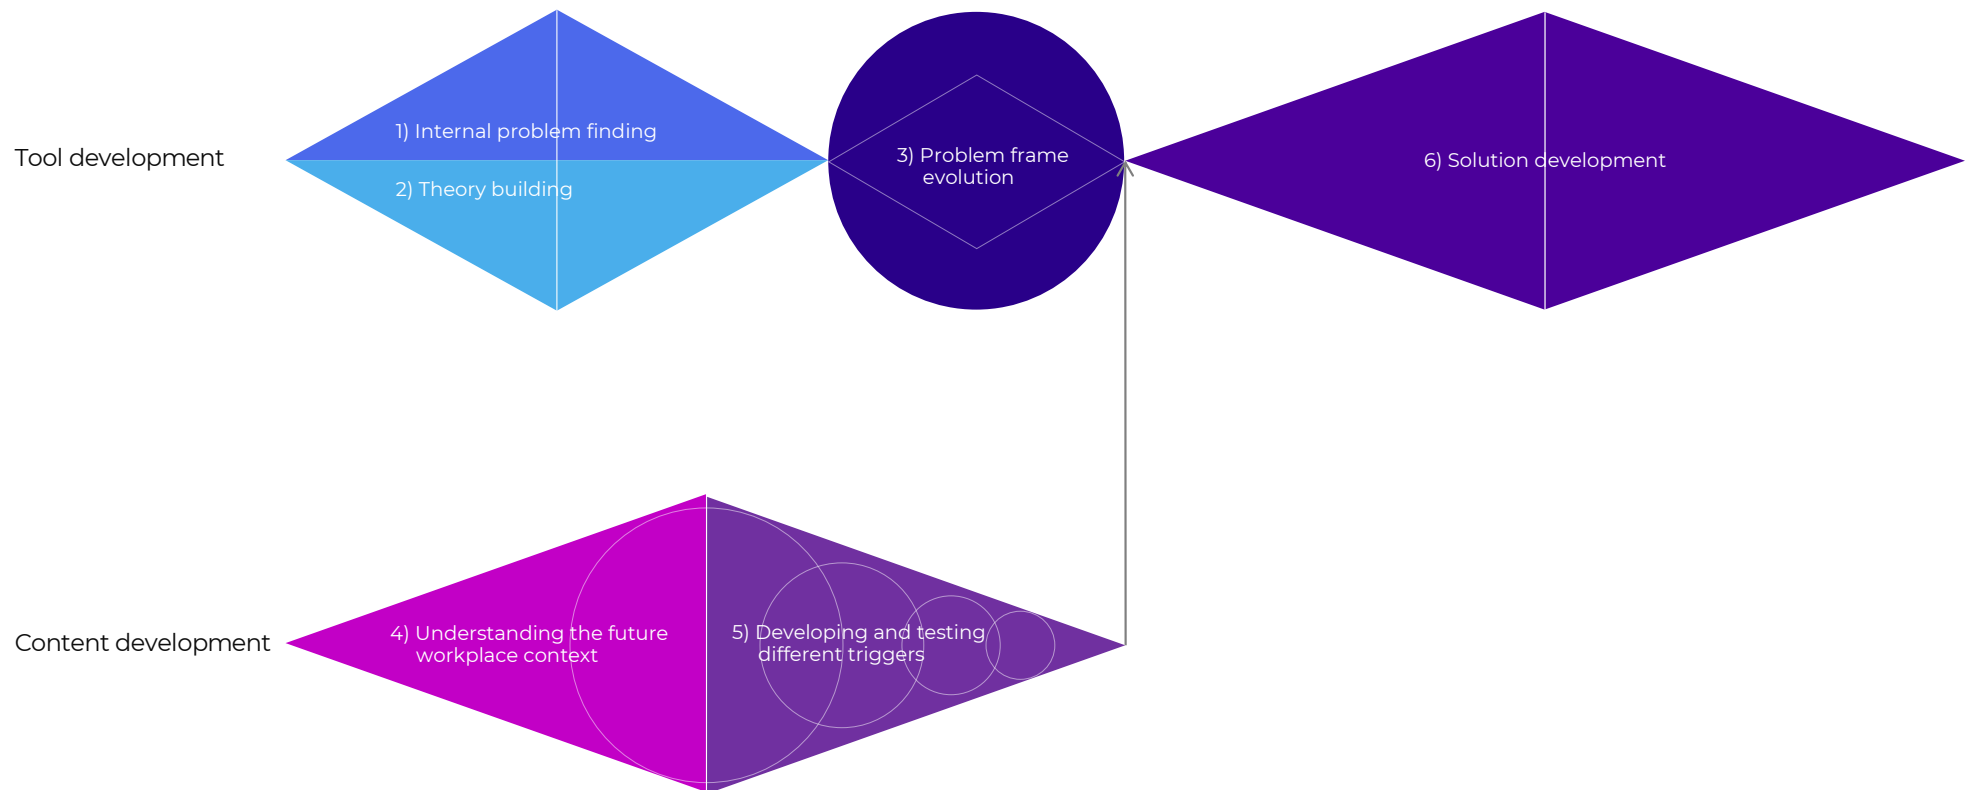 Tool development
1) Internal problem finding
2) Theory building
3) Problem frame
evolution
6) Solution development
Content development
4) Understanding the future
workplace context
5) Developing and testing
different triggers